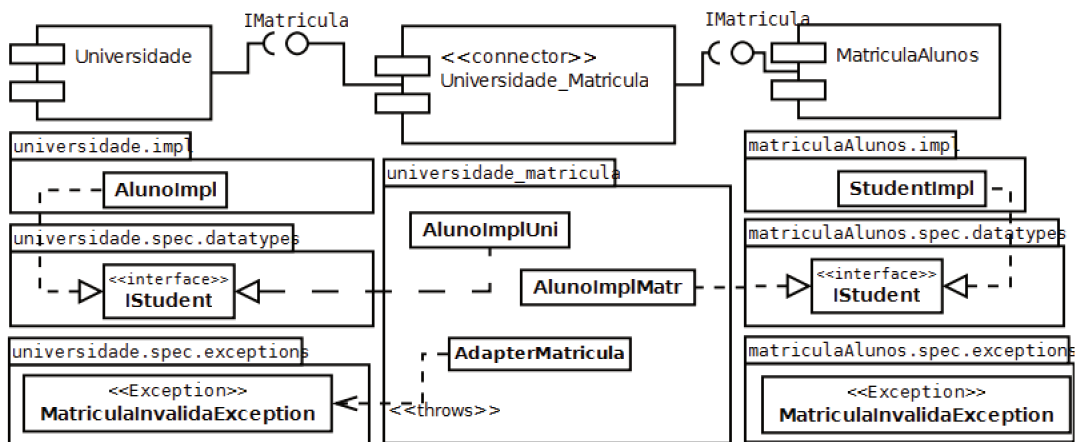 IMatricula
IMatricula
Universidade
<<connector>>
Universidade_Matricula
MatriculaAlunos
universidade.impl
AlunoImpl
universidade.spec.datatypes
<<interface>>
IStudent
universidade.spec.exceptions
<<Exception>>
MatriculaInvalidaException
universidade_matricula
AlunoImplUni
AlunoImplMatr
AdapterMatricula
<<throws>>
matriculaAlunos.impl
StudentImpl
matriculaAlunos.spec.datatypes
<<interface>>
IStudent
matriculaAlunos.spec.exceptions
<<Exception>>
MatriculaInvalidaException